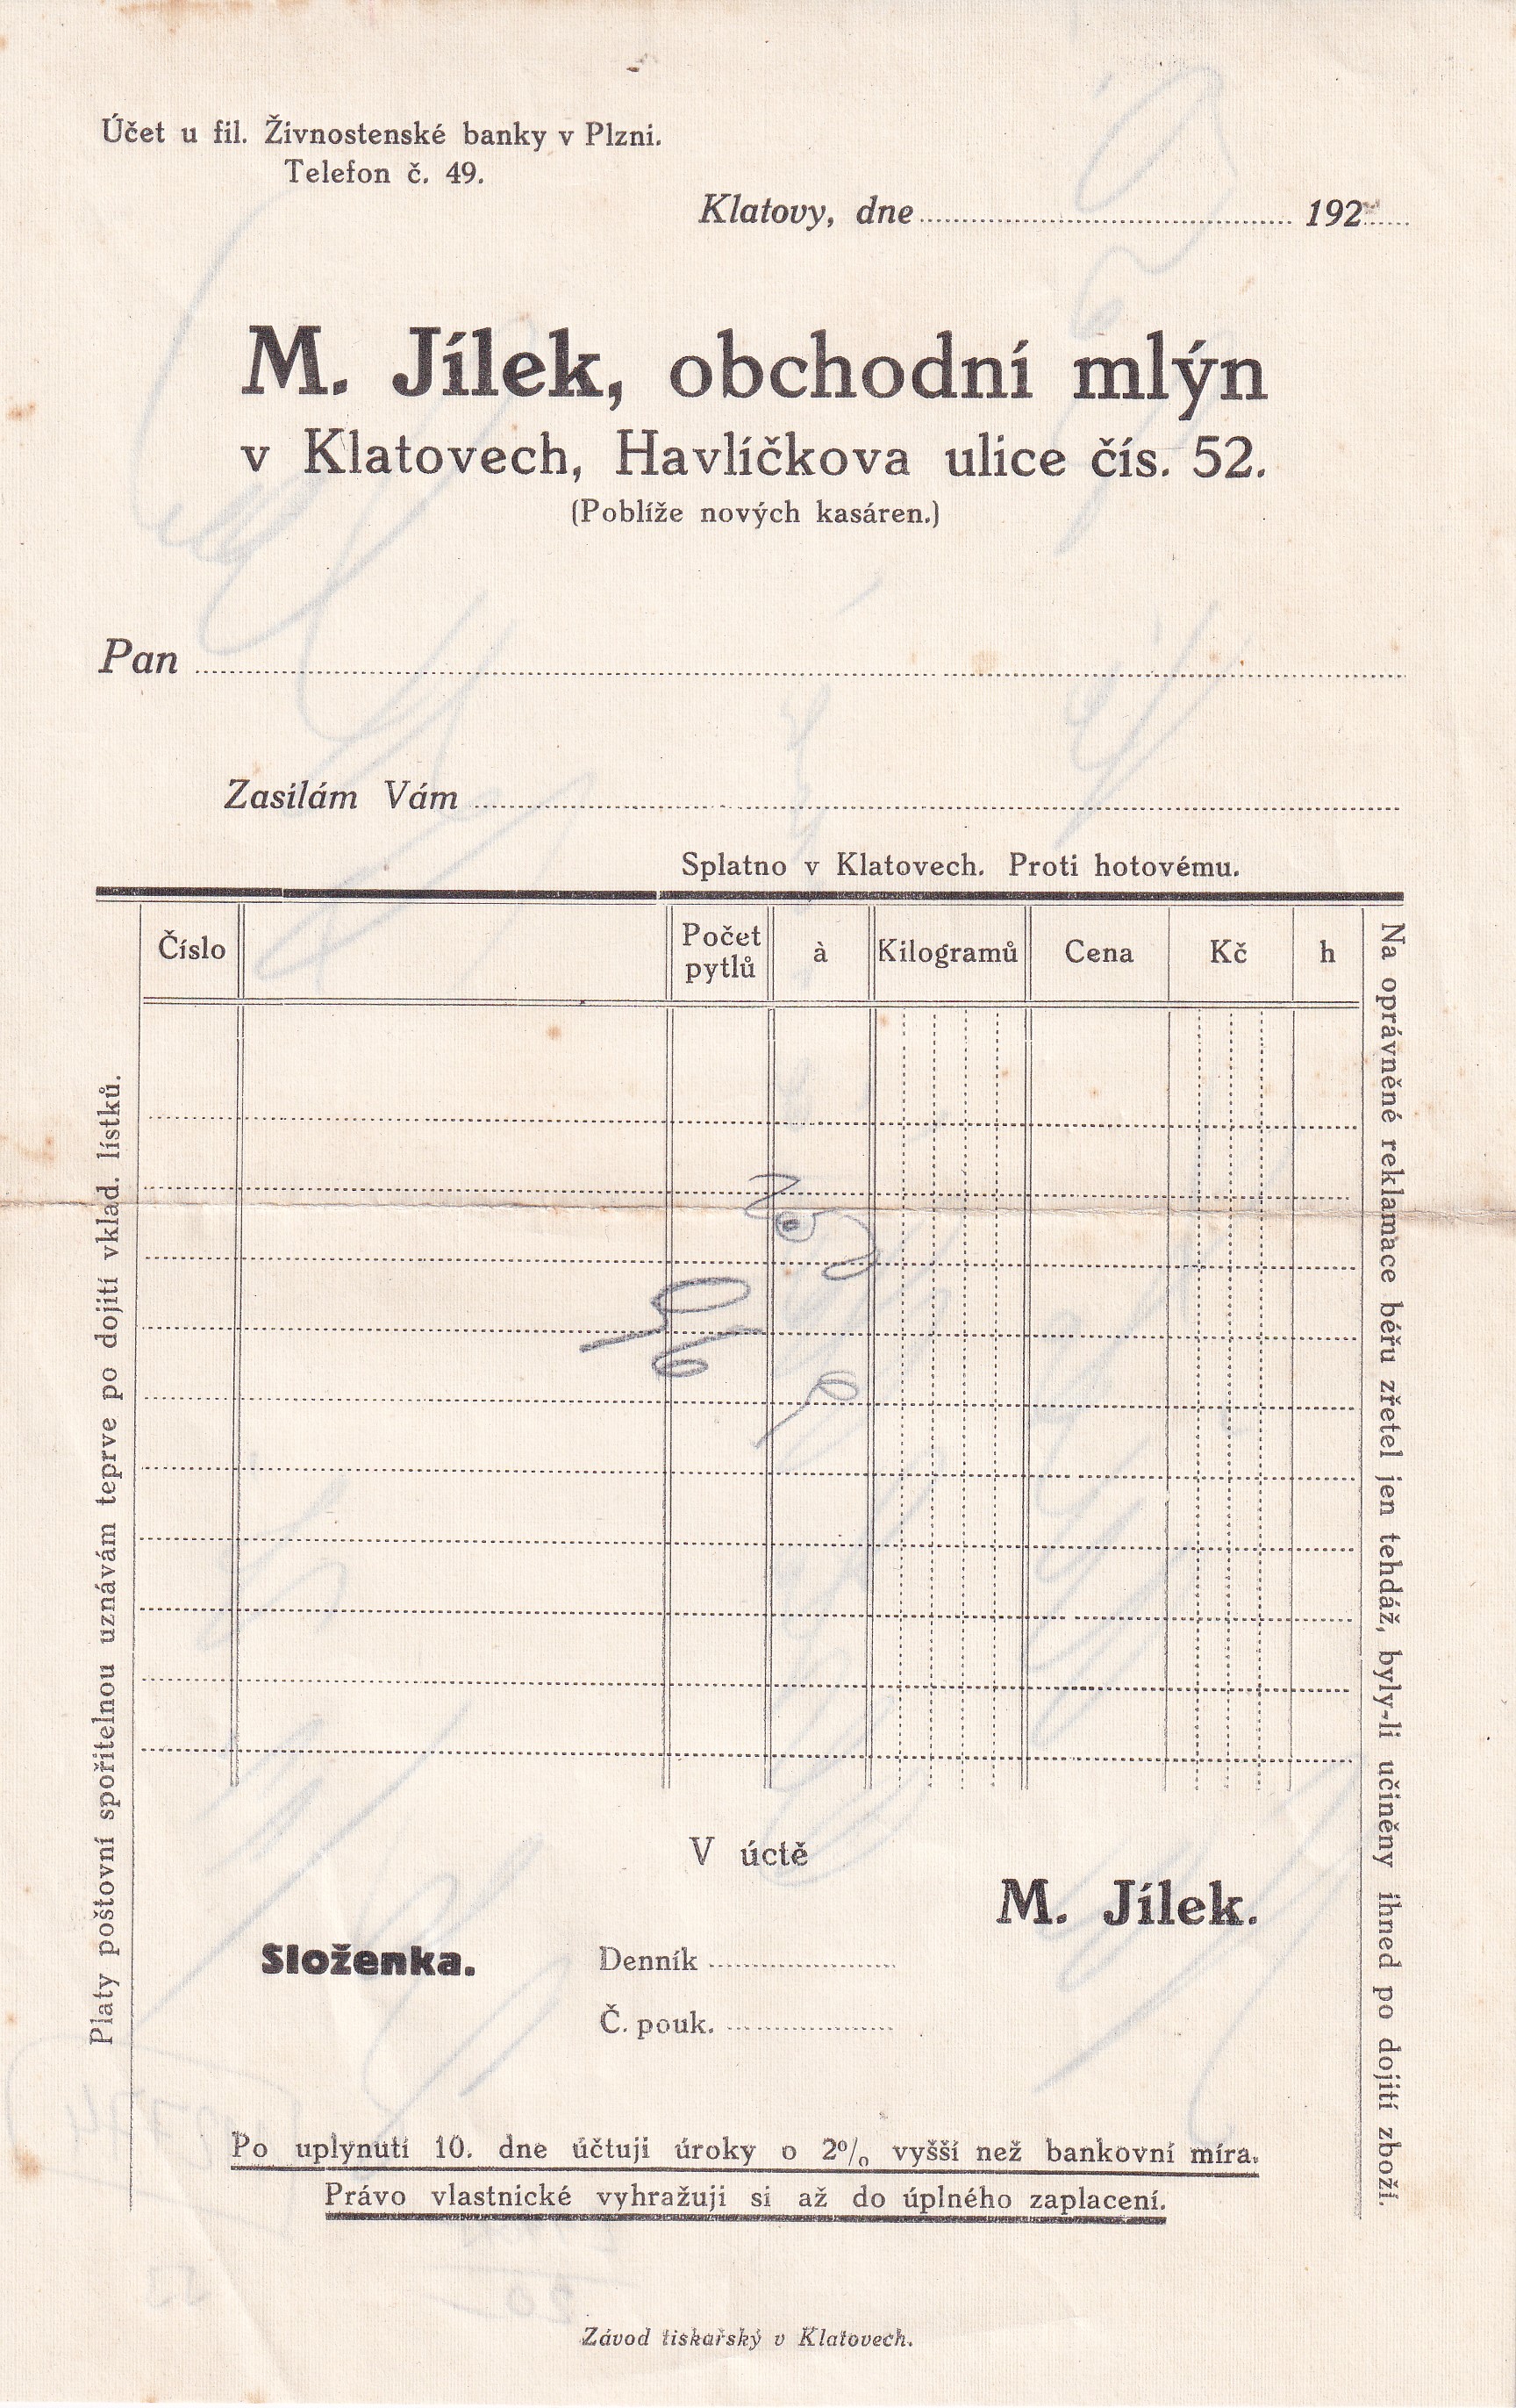 Účet u fil. Živnostenské banky v Plzni.
Telefon č. 49.
Klatovy, dne 192
M. Jílek, obchodní mlýn
v Klatovech, Havlíčkova ulice čís. 52.
(Poblíže nových kasáren.)
Pan
Zasilám Vám
Splatno v Klatovech. Proti hotovému.
Číslo Počet pytlů à Kilogramů Cena Kč h
Platy poštovní spořitelnou uznávám teprve po dojití vklad. lístků.
Na oprávněné reklamace béřu zřetel jen tehdáž, byly-li učiněny ihned po dojití zboží.
V úctě
M. Jílek.
Složenka.
Denník
Č. pouk.
Po uplynutí 10. dne účtuji úroky o 2% vyšší než bankovní míra.
Právo vlastnické vyhražuji si až do úplného zaplacení.
Závod tiskařský v Klatovech.